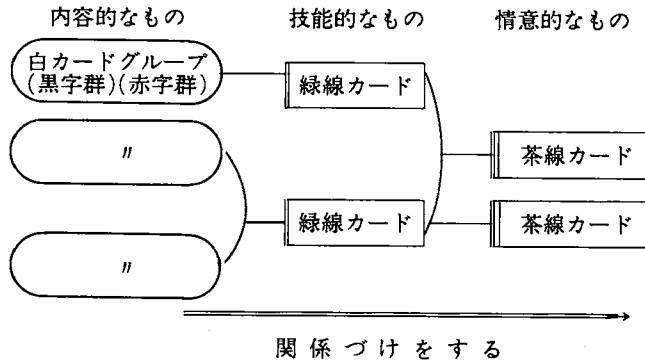 内容的なもの 技能的なもの 情意的なもの
白カードグループ
(黒字群)(赤字群)
緑線カード
〃
茶線カード
緑線カード
茶線カード
〃
関係づけをする